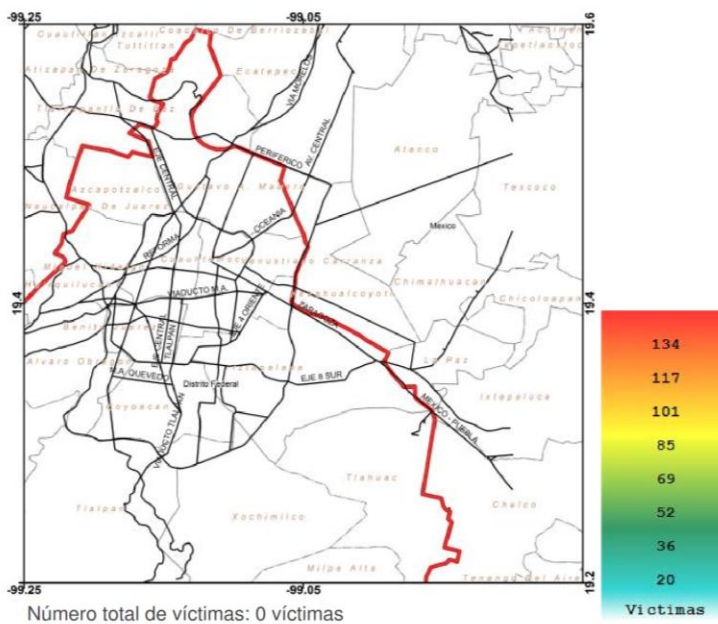 -99.25
-99.05
19.6
Coacalco De Berriozabal
Cuautitlan Izcalli
Tultitlan
Tepetlaoxtoc
Atizapan De Zaragoza
Ecatepec
VIA MORELOS
Tlalnepantla De Baz
AV. CENTRAL
PERIFERICO
EJE CENTRAL
Atenco
Azcapotzalco
Gustavo A. Madero
Texcoco
Naucalpan De Juarez
OCEANIA
Mexico
REFORMA
Cuauhtemoc
Venustiano Carranza
Miguel Hidalgo
Chimalhuacan
Huixquilucan
VIADUCTO M.A.
Nezahualcoyotl
Chicoloapan
19.4
19.4
ZARAGOZA
EJE 4 ORIENTE
Benito Juarez
EJE CENTRAL
TLALPAN
Alvaro Obregon
Iztapalapa
La Paz
M.A. QUEVEDO
EJE 8 SUR
Distrito Federal
Ixtapaluca
Coyoacan
MEXICO - PUEBLA
VIADUCTO TLALPAN
Tlahuac
Chalco
Tlalpan
Xochimilco
Milpa Alta
Tenango Del Aire
-99.25
-99.05
19.2
134
117
101
85
69
52
36
20
Victimas
Número total de víctimas: 0 víctimas